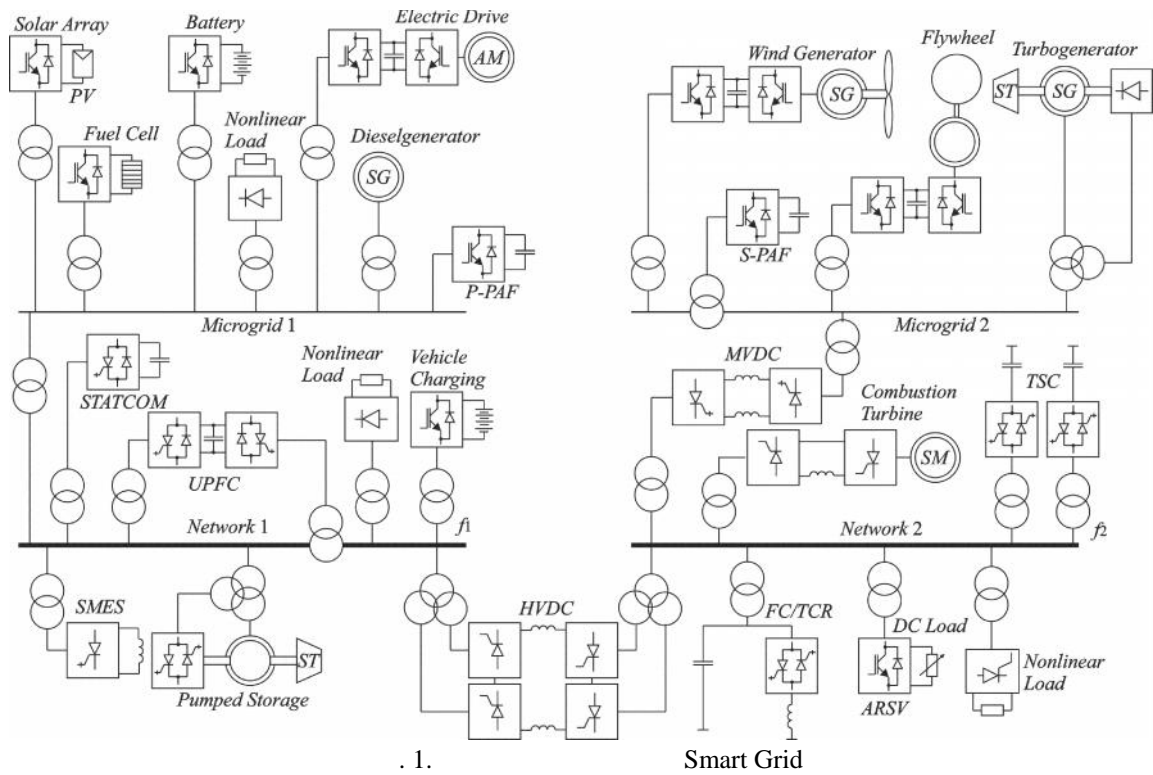 Solar Array
Battery
Electric Drive
PV
AM
Fuel Cell
Nonlinear
Load
Dieselgenerator
SG
P-PAF
Microgrid 1
Wind Generator
SG
Flywheel
Turbogenerator
ST
SG
S-PAF
Microgrid 2
STATCOM
UPFC
Nonlinear
Load
Vehicle
Charging
Network 1
f1
MVDC
Combustion
Turbine
SM
TSC
Network 2
f2
SMES
Pumped Storage
ST
HVDC
FC/TCR
DC Load
ARSV
Nonlinear
Load
. 1. Smart Grid